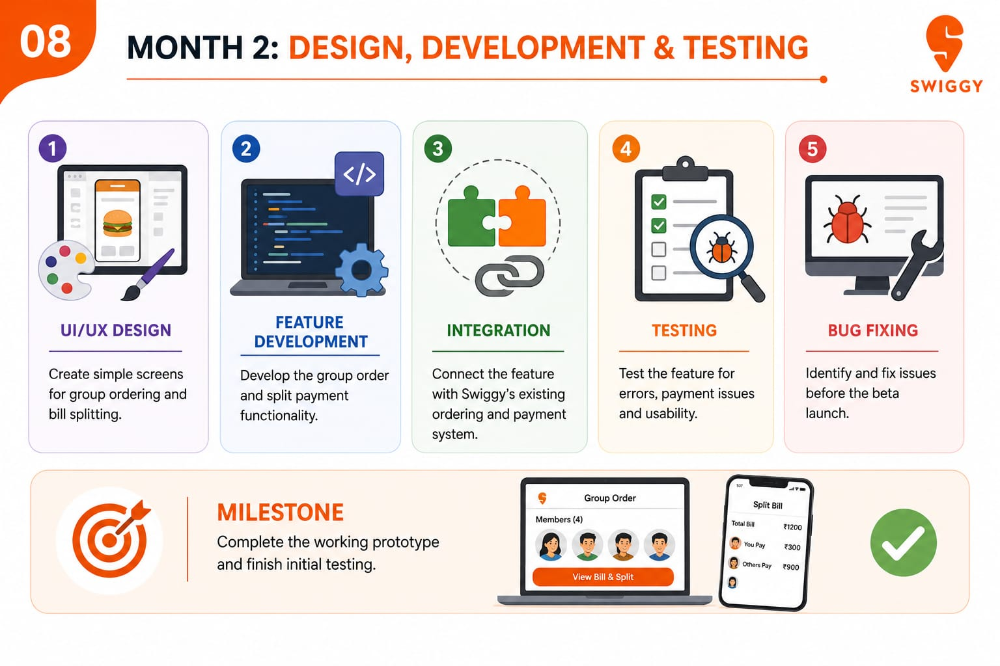 08
MONTH 2: DESIGN, DEVELOPMENT & TESTING
SWIGGY
1
UI/UX DESIGN
Create simple screens
for group ordering and
bill splitting.
2
</>
FEATURE
DEVELOPMENT
Develop the group order
and split payment
functionality.
3
INTEGRATION
Connect the feature
with Swiggy's existing
ordering and payment
system.
4
TESTING
Test the feature for
errors, payment issues
and usability.
5
BUG FIXING
Identify and fix issues
before the beta
launch.
MILESTONE
Complete the working prototype
and finish initial testing.
Group Order
Members (4)
View Bill & Split
Split Bill
Total Bill ₹1200
You Pay ₹300
Others Pay ₹900